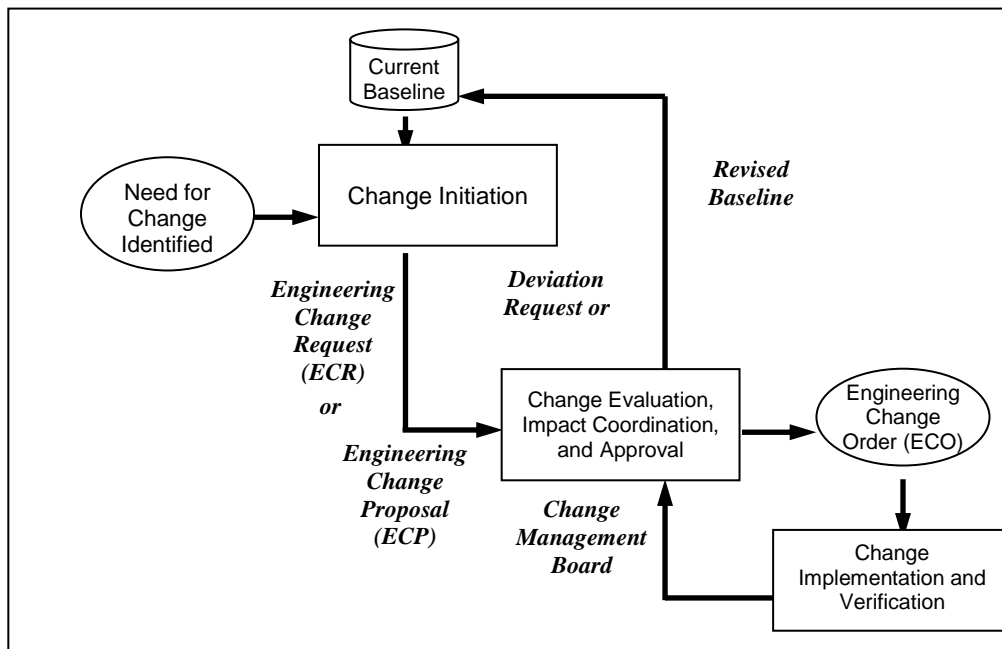 Current
Baseline
Revised
Baseline
Change Initiation
Need for
Change
Identified
Deviation
Request or
Engineering
Change
Request
(ECR)
or
Engineering
Change
Proposal
(ECP)
Change Evaluation,
Impact Coordination,
and Approval
Engineering
Change
Order (ECO)
Change
Management
Board
Change
Implementation and
Verification